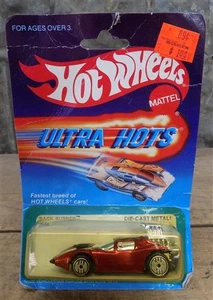 FOR AGES OVER 3.
Hot Wheels
MATTEL
ULTRA HOTS
Fastest breed of
HOT WHEELS cars!
DIE-CAST METAL!